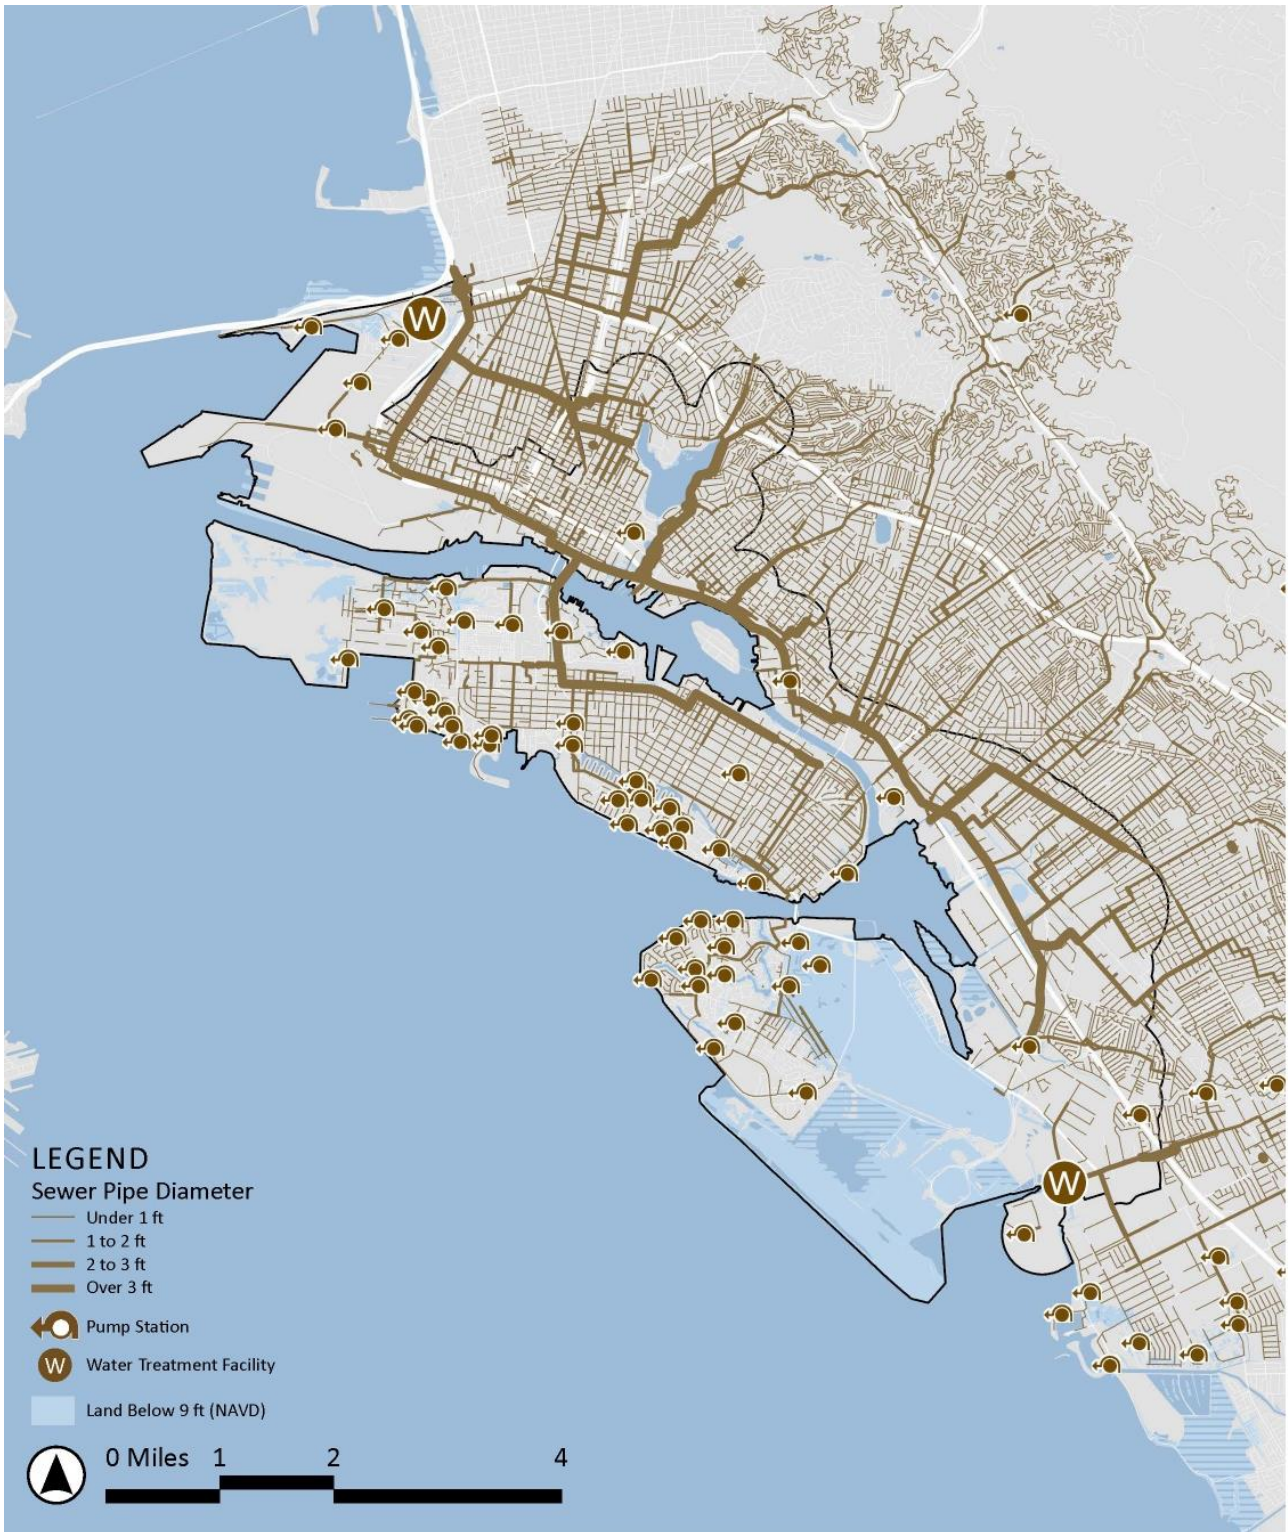 W
W
LEGEND
Sewer Pipe Diameter
Under 1 ft
1 to 2 ft
2 to 3 ft
Over 3 ft
Pump Station
W Water Treatment Facility
Land Below 9 ft (NAVD)
0 Miles 1 2 4